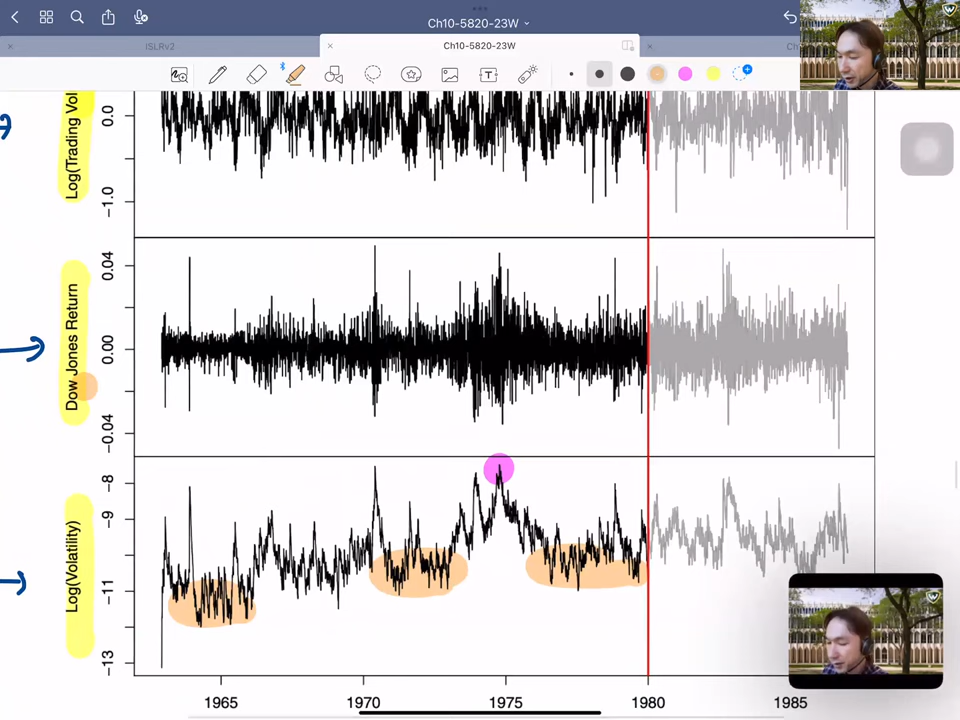 Ch10-5820-23W
ISLRv2
Ch10-5820-23W
Ch
Log(Trading Vol
0.0
-1.0
Dow Jones Return
0.04
0.00
-0.04
Log(Volatility)
-8
-9
-11
-13
1965
1970
1975
1980
1985